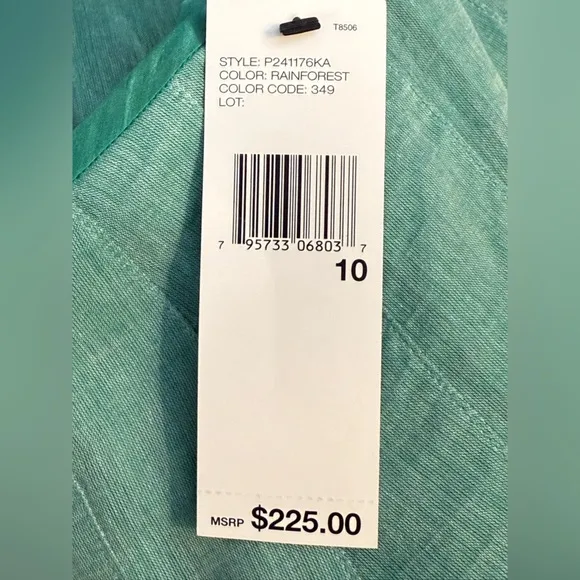 T8506
STYLE: P241176KA
COLOR: RAINFOREST
COLOR CODE: 349
LOT:
7 95733 06803 7
10
MSRP $225.00